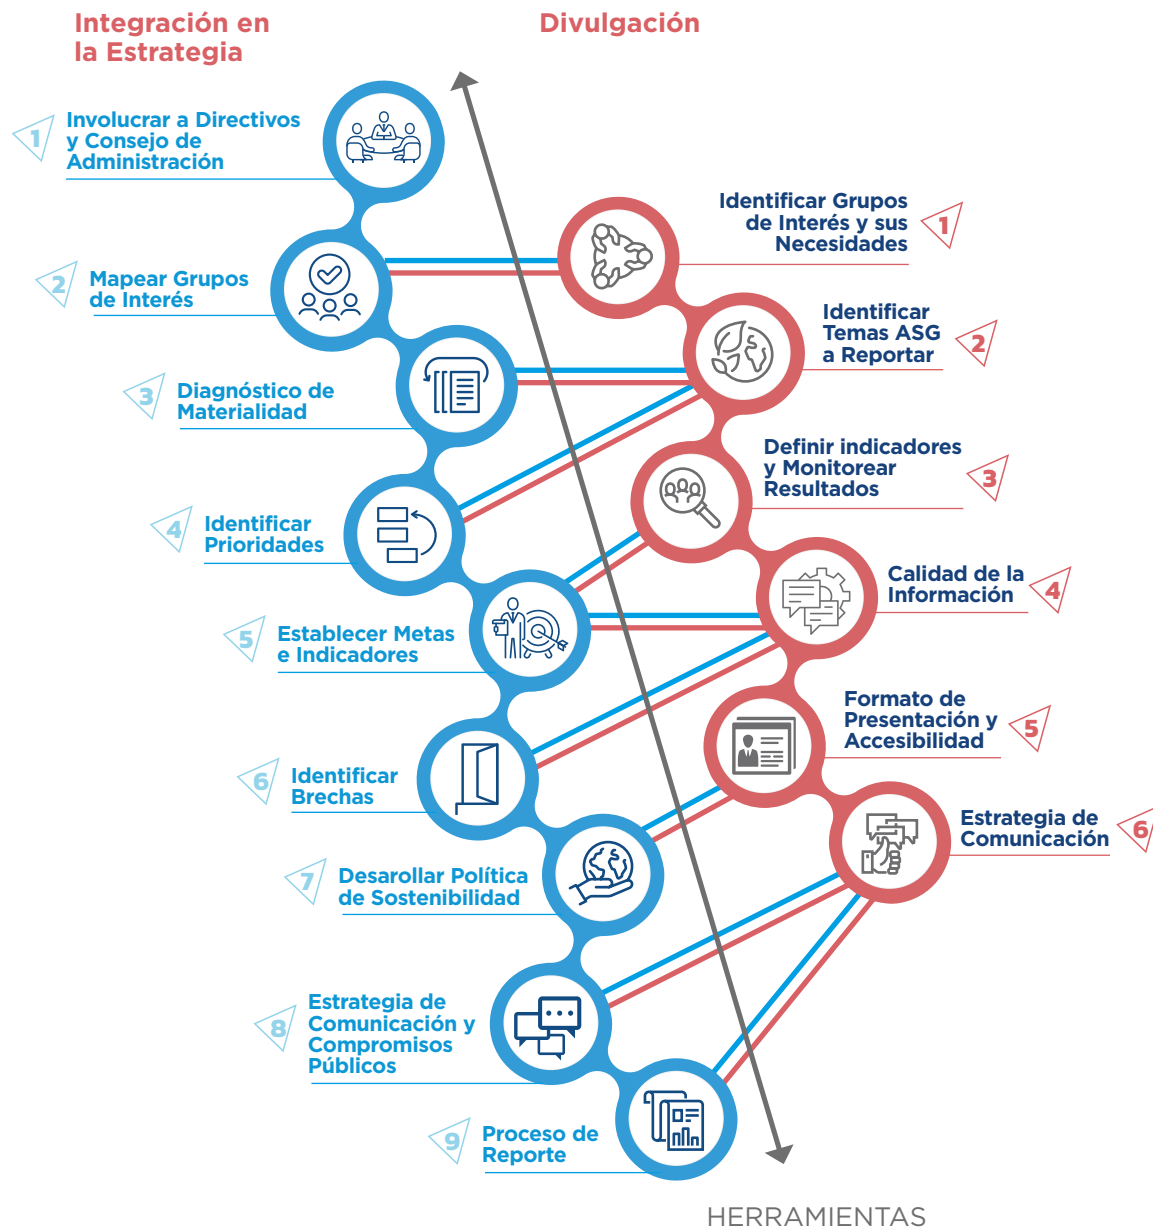 Integración en
la Estrategia
Divulgación
1
Involucrar a Directivos
y Consejo de
Administración
2
Mapear Grupos
de Interés
3
Diagnóstico de
Materialidad
4
Identificar
Prioridades
5
Establecer Metas
e Indicadores
6
Identificar
Brechas
7
Desarollar Política
de Sostenibilidad
8
Estrategia de
Comunicación y
Compromisos
Públicos
9
Proceso de
Reporte
Identificar Grupos
de Interés y sus
Necesidades
1
Identificar
Temas ASG
a Reportar
2
Definir indicadores
y Monitorear
Resultados
3
Calidad de la
Información
4
Formato de
Presentación y
Accesibilidad
5
Estrategia de
Comunicación
6
HERRAMIENTAS